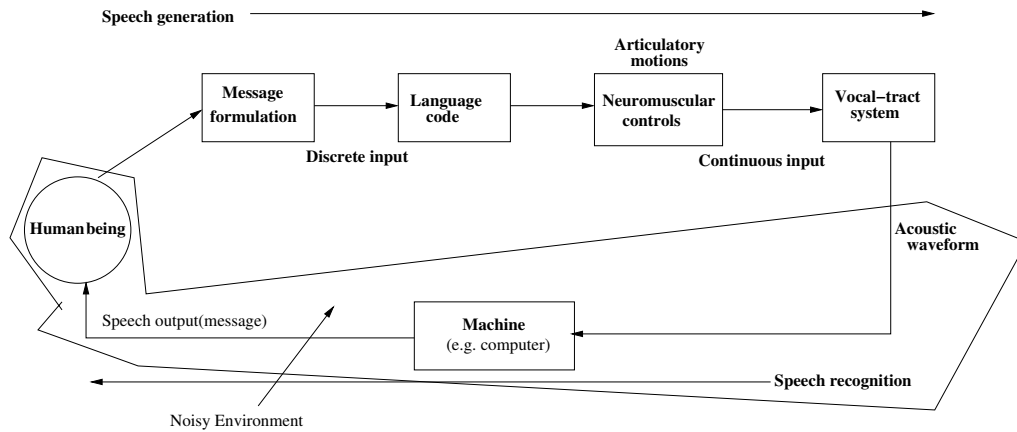 Speech generation
Articulatory
motions
Message
formulation
Language
code
Neuromuscular
controls
Vocal-tract
system
Discrete input
Continuous input
Human being
Acoustic
waveform
Speech output(message)
Machine
(e.g. computer)
Speech recognition
Noisy Environment